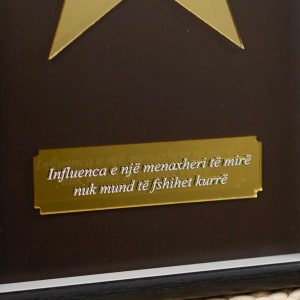 Influenca e një menaxheri të mirë
nuk mund të fshihet kurrë